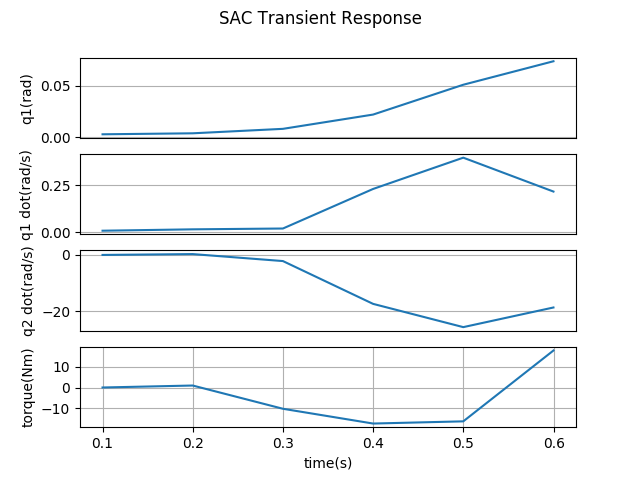 SAC Transient Response
q1(rad)
0.05
0.00
q1 dot(rad/s)
0.25
0.00
q2 dot(rad/s)
0
−20
torque(Nm)
10
0
−10
0.1 0.2 0.3 0.4 0.5 0.6
time(s)